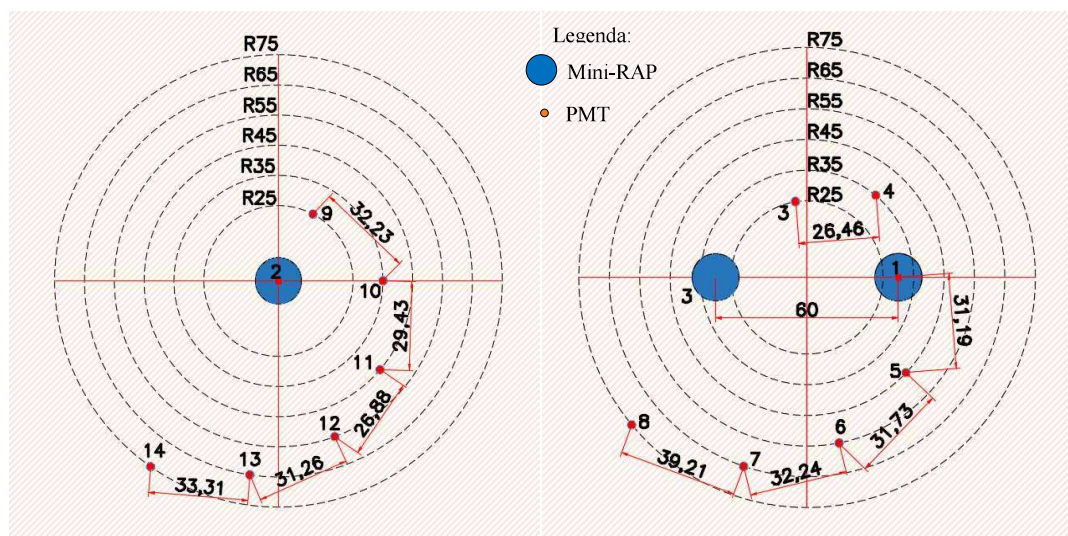 Legenda:
Mini-RAP
PMT
R75
R65
R55
R45
R35
R25
9
32,23
2
10
29,43
11
26,88
12
31,26
13
33,31
14
R75
R65
R55
R45
R35
R25
4
3
26,46
1
3
60
31,19
5
31,73
6
32,24
7
39,21
8